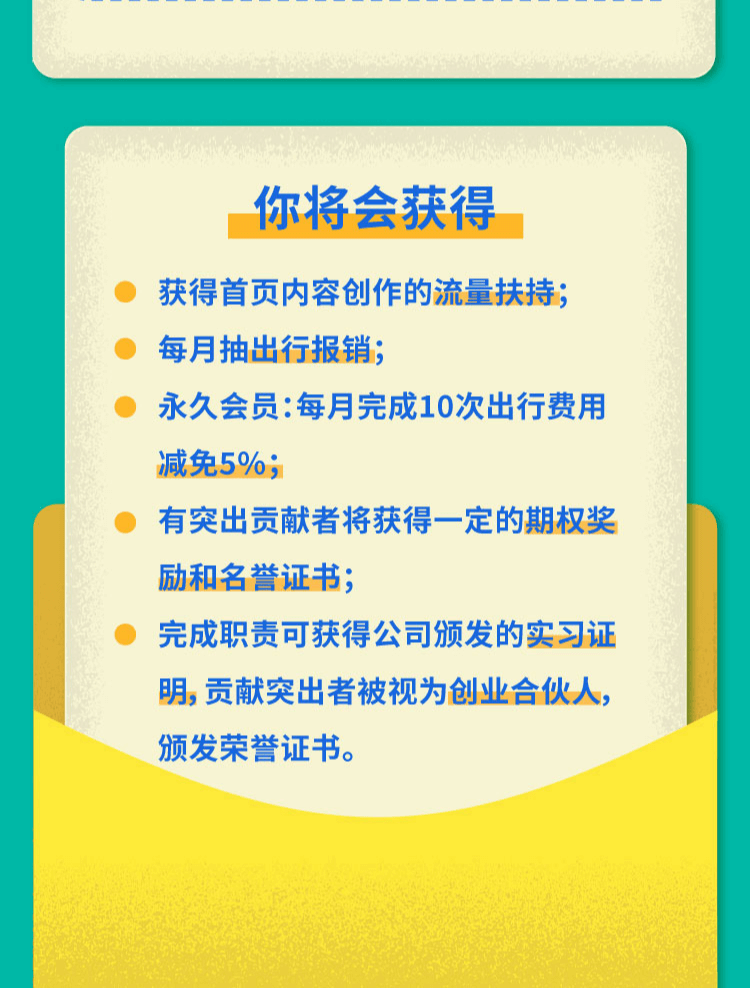 你将会获得
获得首页内容创作的流量扶持；
每月抽出行报销；
永久会员：每月完成10次出行费用
减免5%；
有突出贡献者将获得一定的期权奖
励和名誉证书；
完成职责可获得公司颁发的实习证
明，贡献突出者被视为创业合伙人，
颁发荣誉证书。